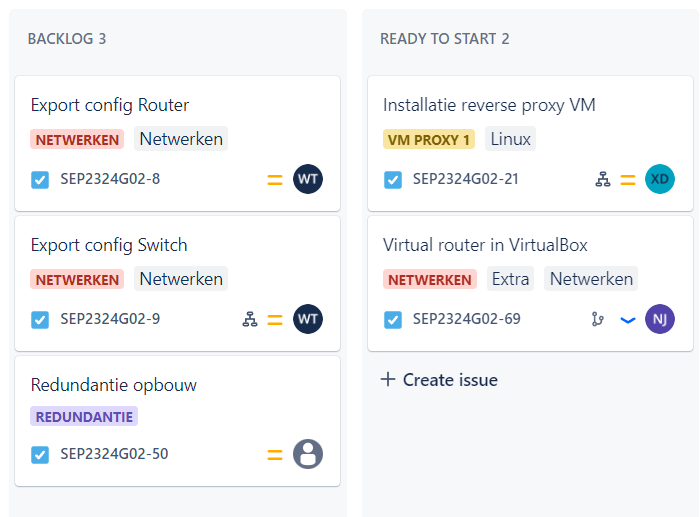 BACKLOG 3
Export config Router
NETWERKEN Netwerken
SEP2324G02-8 WT
Export config Switch
NETWERKEN Netwerken
SEP2324G02-9 WT
Redundantie opbouw
REDUNDANTIE
SEP2324G02-50
READY TO START 2
Installatie reverse proxy VM
VM PROXY 1 Linux
SEP2324G02-21 XD
Virtual router in VirtualBox
NETWERKEN Extra Netwerken
SEP2324G02-69 NJ
+ Create issue